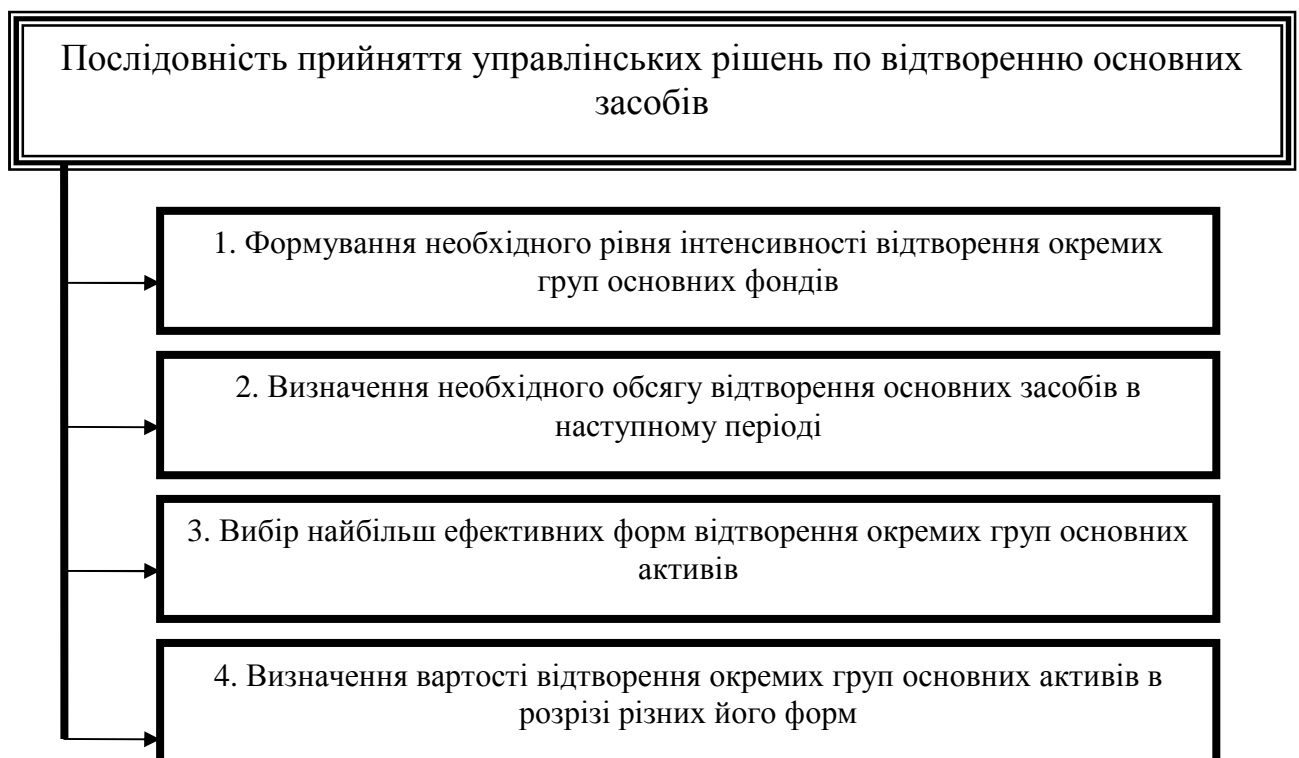 Послідовність прийняття управлінських рішень по відтворенню основних
засобів
1. Формування необхідного рівня інтенсивності відтворення окремих
груп основних фондів
2. Визначення необхідного обсягу відтворення основних засобів в
наступному періоді
3. Вибір найбільш ефективних форм відтворення окремих груп основних
активів
4. Визначення вартості відтворення окремих груп основних активів в
розрізі різних його форм